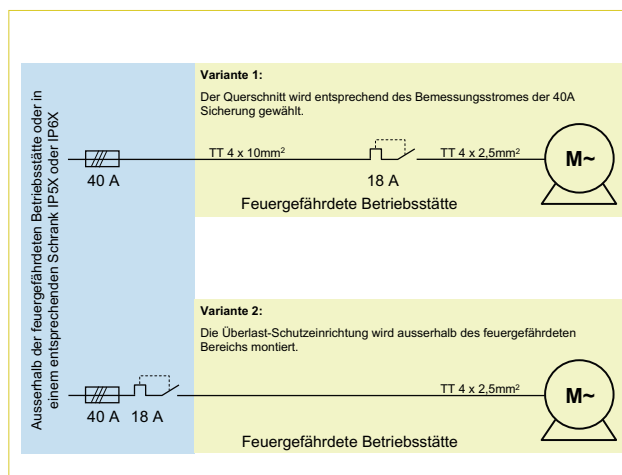 Ausserhalb der feuergefährdeten Betriebsstätte oder in
einem entsprechenden Schrank IP5X oder IP6X
Variante 1:
Der Querschnitt wird entsprechend des Bemessungsstromes der 40A
Sicherung gewählt.
TT 4 x 10mm²
TT 4 x 2,5mm²
M~
40 A
18 A
Feuergefährdete Betriebsstätte
Variante 2:
Die Überlast-Schutzeinrichtung wird ausserhalb des feuergefährdeten
Bereichs montiert.
TT 4 x 2,5mm²
M~
40 A
18 A
Feuergefährdete Betriebsstätte